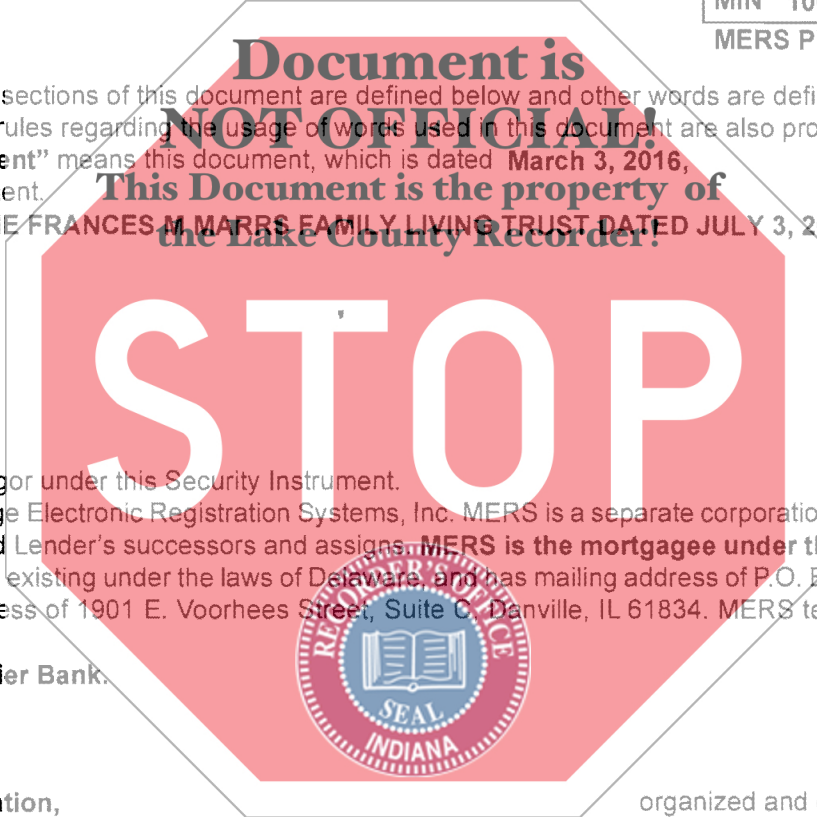 MIN 10
MERS P
Document is
sections of this document are defined below and other words are defi
NOT OFFICIAL!
rules regarding the usage of words used in this document are also pro
ent” means this document, which is dated March 3, 2016,
This Document is the property of
ent.
the Lake County Recorder!
E FRANCES M MARRS FAMILY LIVING TRUST DATED JULY 3, 2
STOP
gor under this Security Instrument.
ge Electronic Registration Systems, Inc. MERS is a separate corporatio
d Lender's successors and assigns. MERS is the mortgagee under th
existing under the laws of Delaware, and has mailing address of P.O. B
ess of 1901 E. Voorhees Street, Suite C, Danville, IL 61834. MERS te
RECORDER'S OFFICE
SEAL
INDIANA
ier Bank.
ation,
organized and